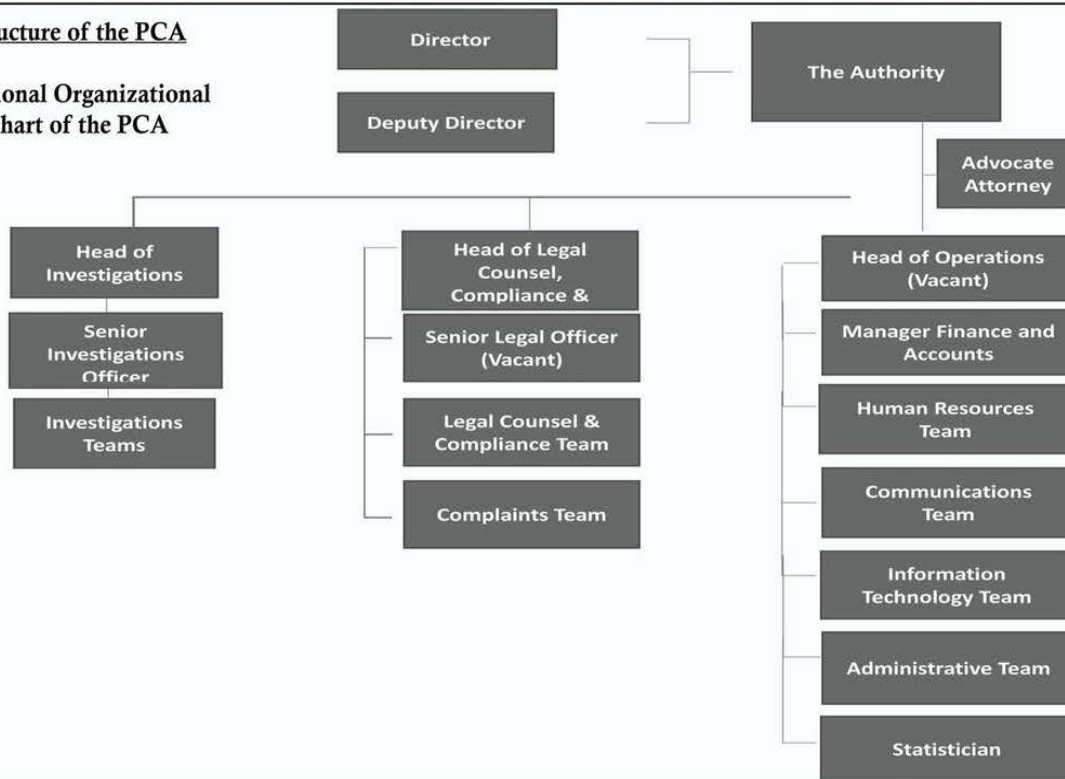 ucture of the PCA
ional Organizational
hart of the PCA
Director
Deputy Director
The Authority
Advocate
Attorney
Head of
Investigations
Senior
Investigations
Officer
Investigations
Teams
Head of Legal
Counsel,
Compliance &
Senior Legal Officer
(Vacant)
Legal Counsel &
Compliance Team
Complaints Team
Head of Operations
(Vacant)
Manager Finance and
Accounts
Human Resources
Team
Communications
Team
Information
Technology Team
Administrative Team
Statistician